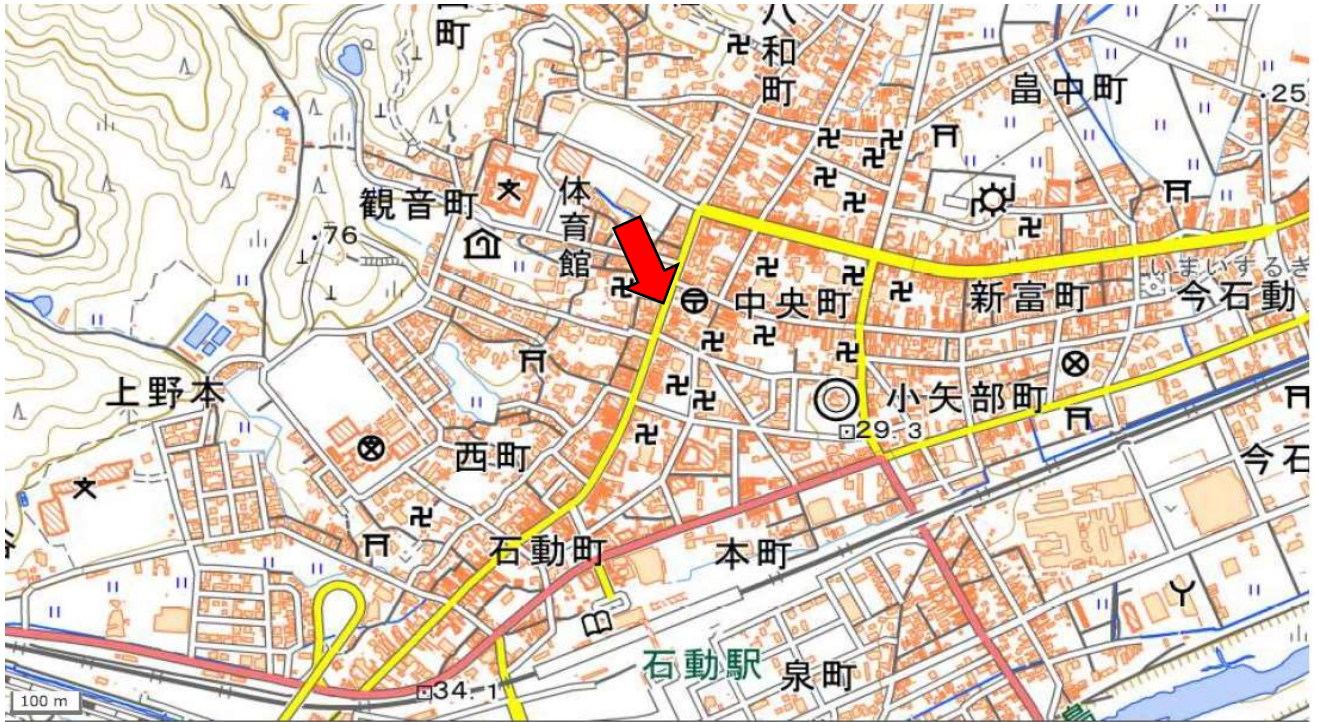 町
八和町
畠中町
25
観音町
体育館
76
中央町
新富町
いまいするぎ
今石動
上野本
小矢部町
29.3
西町
今石
石動町
本町
石動駅
泉町
34.1
100 m